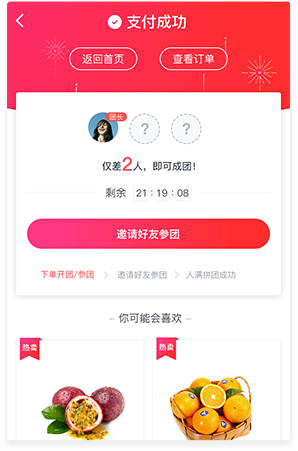 支付成功
返回首页
查看订单
团长
?
?
仅差2人，即可成团！
剩余 21 : 19 : 08
邀请好友参团
下单开团/参团 > 邀请好友参团 > 人满拼团成功
– 你可能会喜欢 –
热卖
热卖